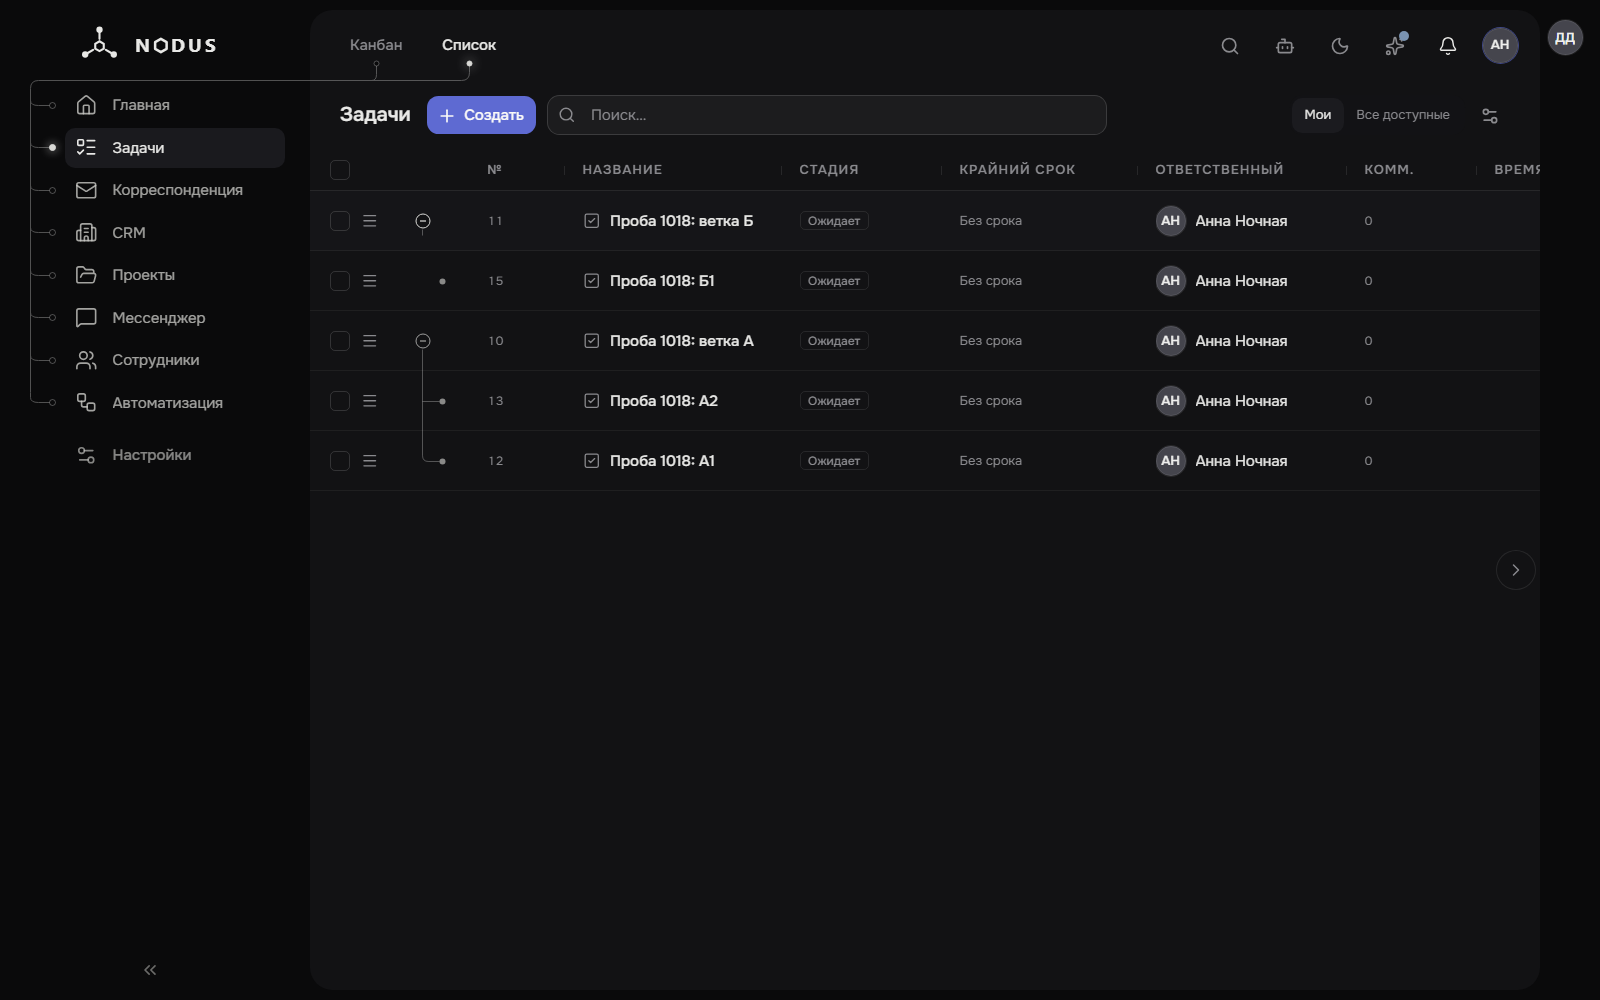 NODUS
Канбан Список
АН
ДД
Главная
Задачи
Корреспонденция
CRM
Проекты
Мессенджер
Сотрудники
Автоматизация
Настройки
Задачи
Создать
Поиск...
Мои Все доступные
№ НАЗВАНИЕ СТАДИЯ КРАЙНИЙ СРОК ОТВЕТСТВЕННЫЙ КОММ. ВРЕМЯ
11 Проба 1018: ветка Б Ожидает Без срока АН Анна Ночная 0
15 Проба 1018: Б1 Ожидает Без срока АН Анна Ночная 0
10 Проба 1018: ветка А Ожидает Без срока АН Анна Ночная 0
13 Проба 1018: А2 Ожидает Без срока АН Анна Ночная 0
12 Проба 1018: А1 Ожидает Без срока АН Анна Ночная 0